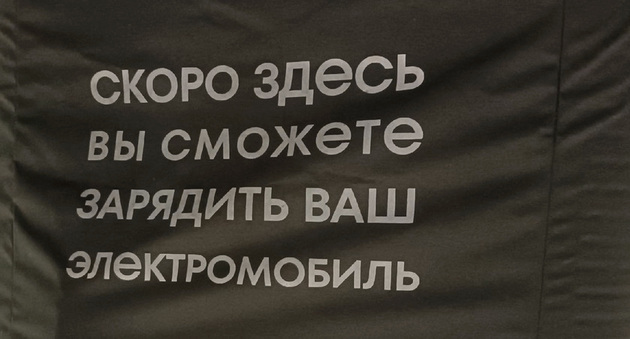 СКОРО ЗДЕСЬ
ВЫ СМОЖЕТЕ
ЗАРЯДИТЬ ВАШ
ЭЛЕКТРОМОБИЛЬ